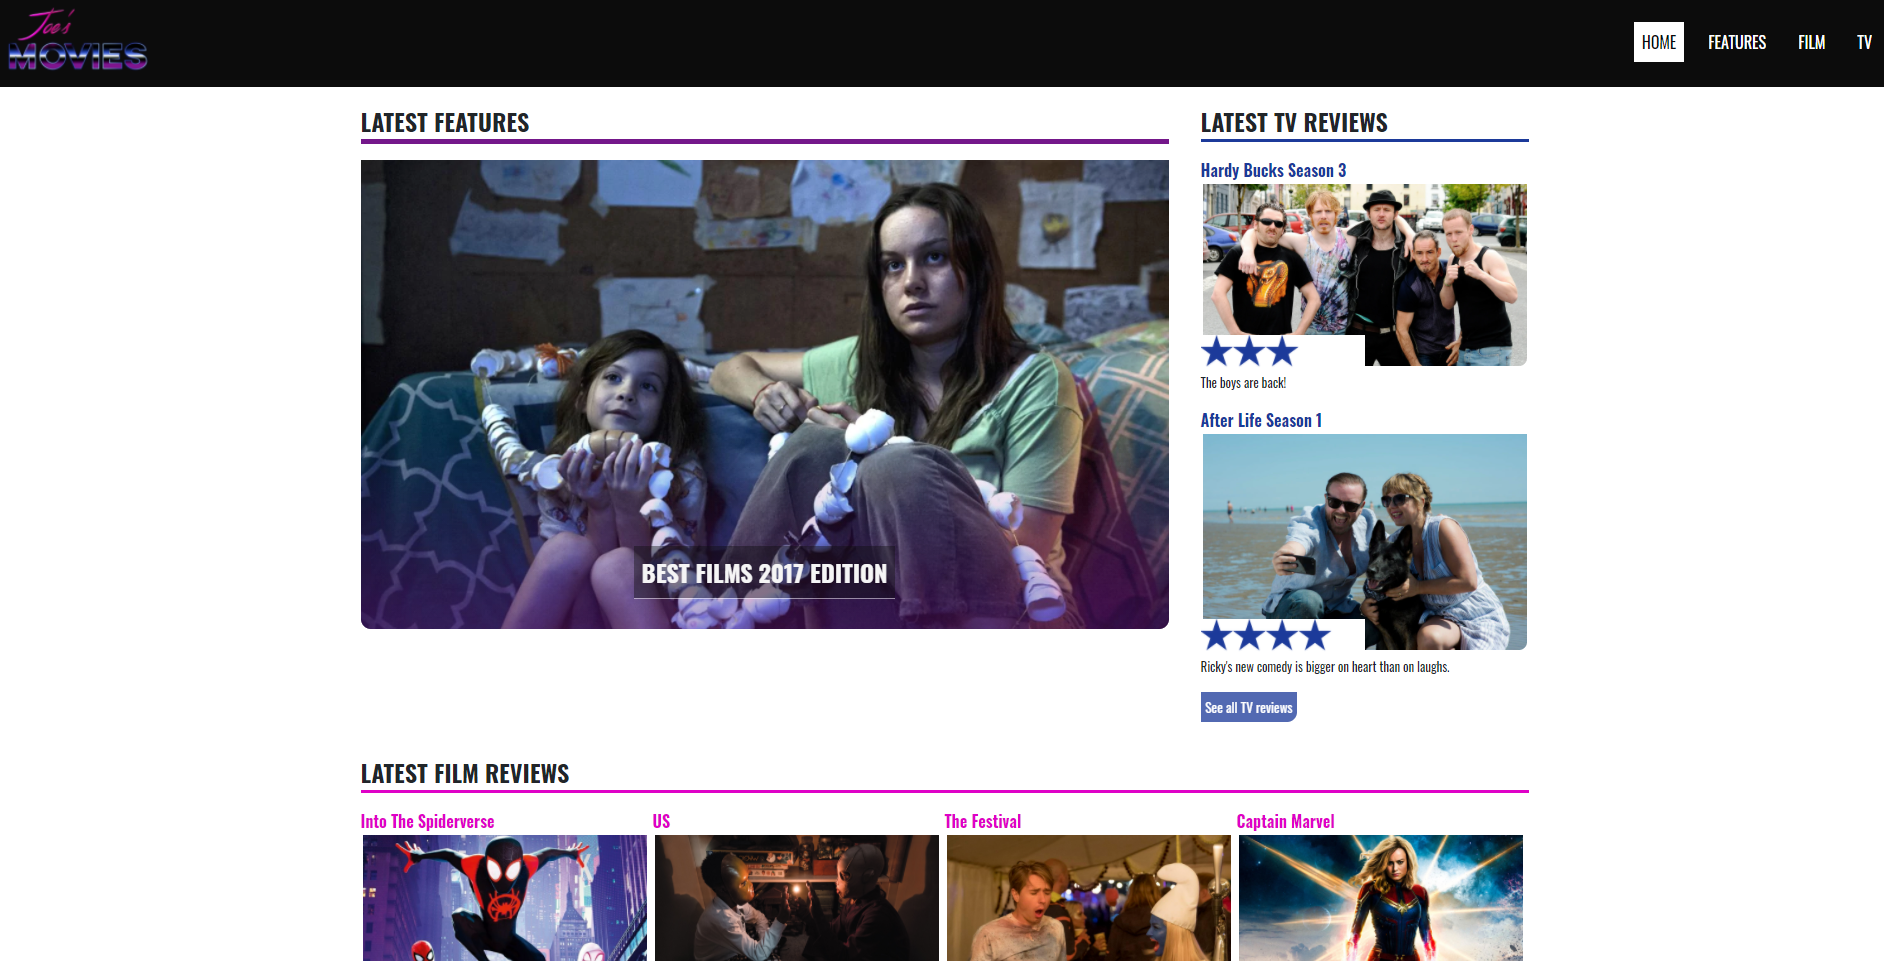 Joe's
MOVIES
HOME
FEATURES
FILM
TV
LATEST FEATURES
BEST FILMS 2017 EDITION
LATEST TV REVIEWS
Hardy Bucks Season 3
The boys are back!
After Life Season 1
Ricky's new comedy is bigger on heart than on laughs.
See all TV reviews
LATEST FILM REVIEWS
Into The Spiderverse
US
The Festival
Captain Marvel